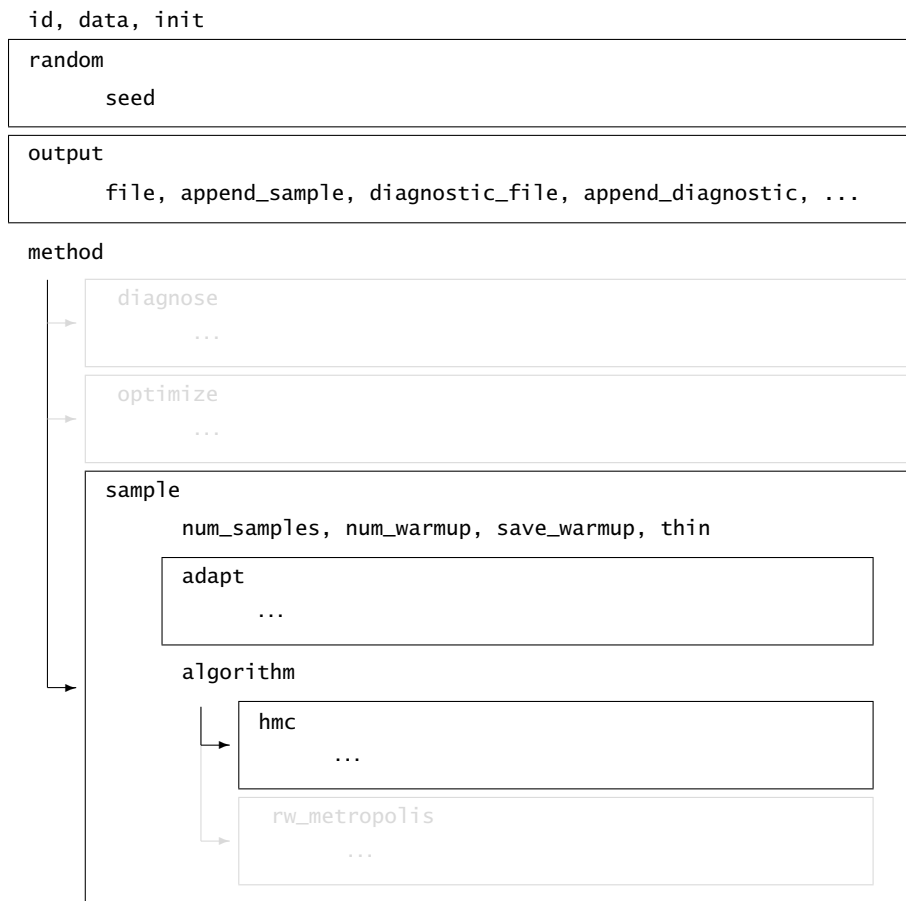 id, data, init
random
seed
output
file, append_sample, diagnostic_file, append_diagnostic, ...
method
diagnose
...
optimize
...
sample
num_samples, num_warmup, save_warmup, thin
adapt
...
algorithm
hmc
...
rw_metropolis
...